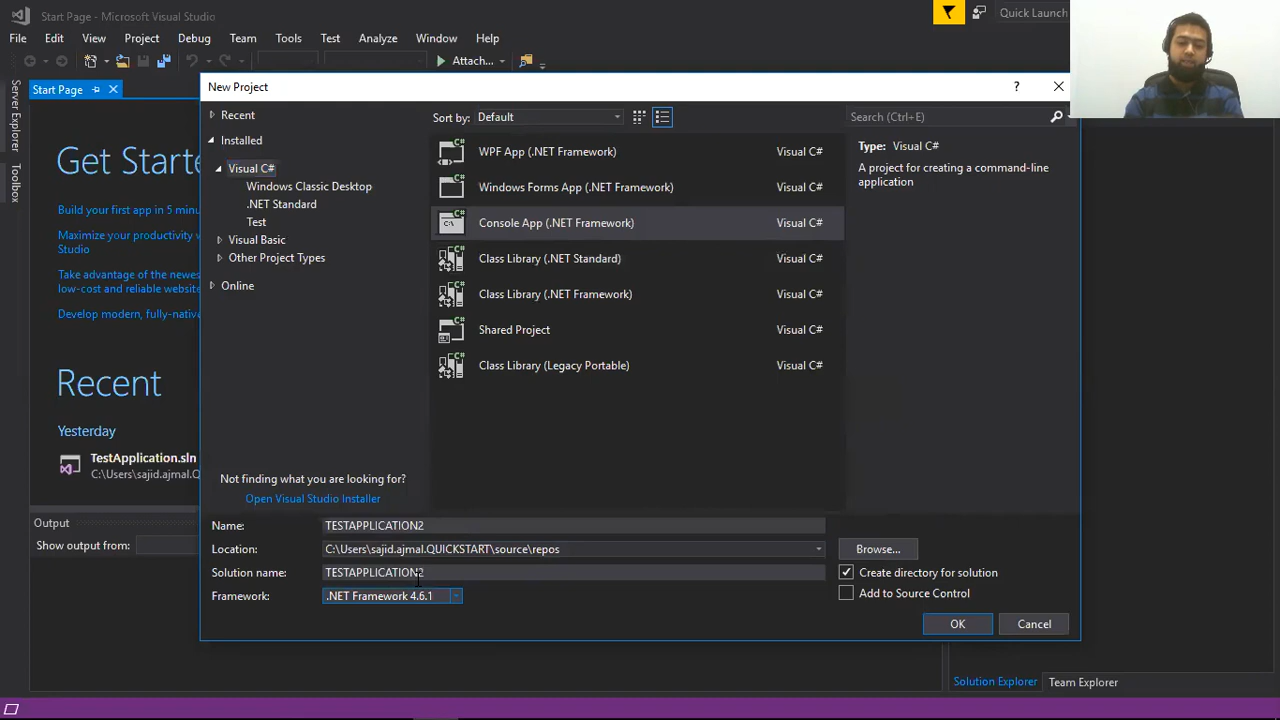 Start Page - Microsoft Visual Studio
Quick Launch
File Edit View Project Debug Team Tools Test Analyze Window Help
Attach...
Server Explorer
Toolbox
Start Page
Get Starte
Build your first app in 5 minu
Maximize your productivity w
Studio
Take advantage of the newes
low-cost and reliable website
Develop modern, fully-nativa
Recent
Yesterday
TestApplication.sln
C:\Users\sajid.ajmal.Q
Output
Show output from:
New Project
Recent
Installed
Visual C#
Windows Classic Desktop
.NET Standard
Test
Visual Basic
Other Project Types
Online
Not finding what you are looking for?
Open Visual Studio Installer
Sort by: Default
WPF App (.NET Framework) Visual C#
Windows Forms App (.NET Framework) Visual C#
Console App (.NET Framework) Visual C#
Class Library (.NET Standard) Visual C#
Class Library (.NET Framework) Visual C#
Shared Project Visual C#
Class Library (Legacy Portable) Visual C#
Search (Ctrl+E)
Type: Visual C#
A project for creating a command-line
application
Name: TESTAPPLICATION2
Location: C:\Users\sajid.ajmal.QUICKSTART\source\repos
Browse...
Solution name: TESTAPPLICATION2
Create directory for solution
Framework: .NET Framework 4.6.1
Add to Source Control
OK Cancel
Solution Explorer Team Explorer